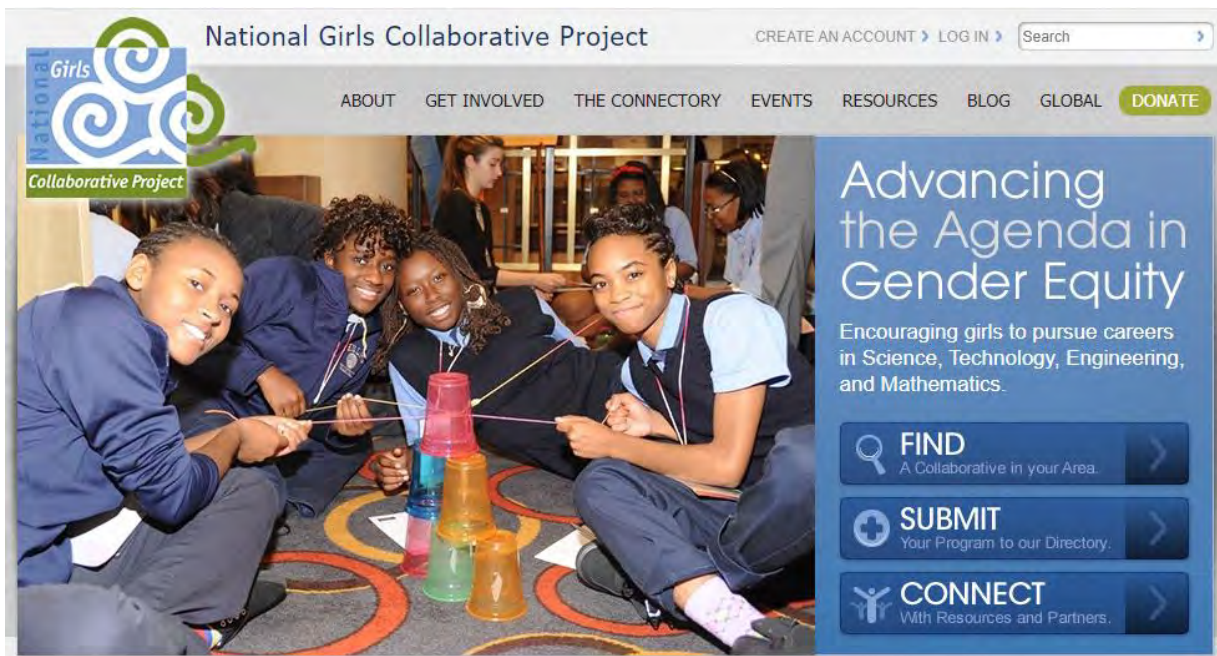 National Girls Collaborative Project
CREATE AN ACCOUNT
LOG IN
Search
National
Girls
Collaborative Project
ABOUT
GET INVOLVED
THE CONNECTORY
EVENTS
RESOURCES
BLOG
GLOBAL
DONATE
Advancing
the Agenda in
Gender Equity
Encouraging girls to pursue careers
in Science, Technology, Engineering,
and Mathematics.
FIND
A Collaborative in your Area.
SUBMIT
Your Program to our Directory.
CONNECT
With Resources and Partners.